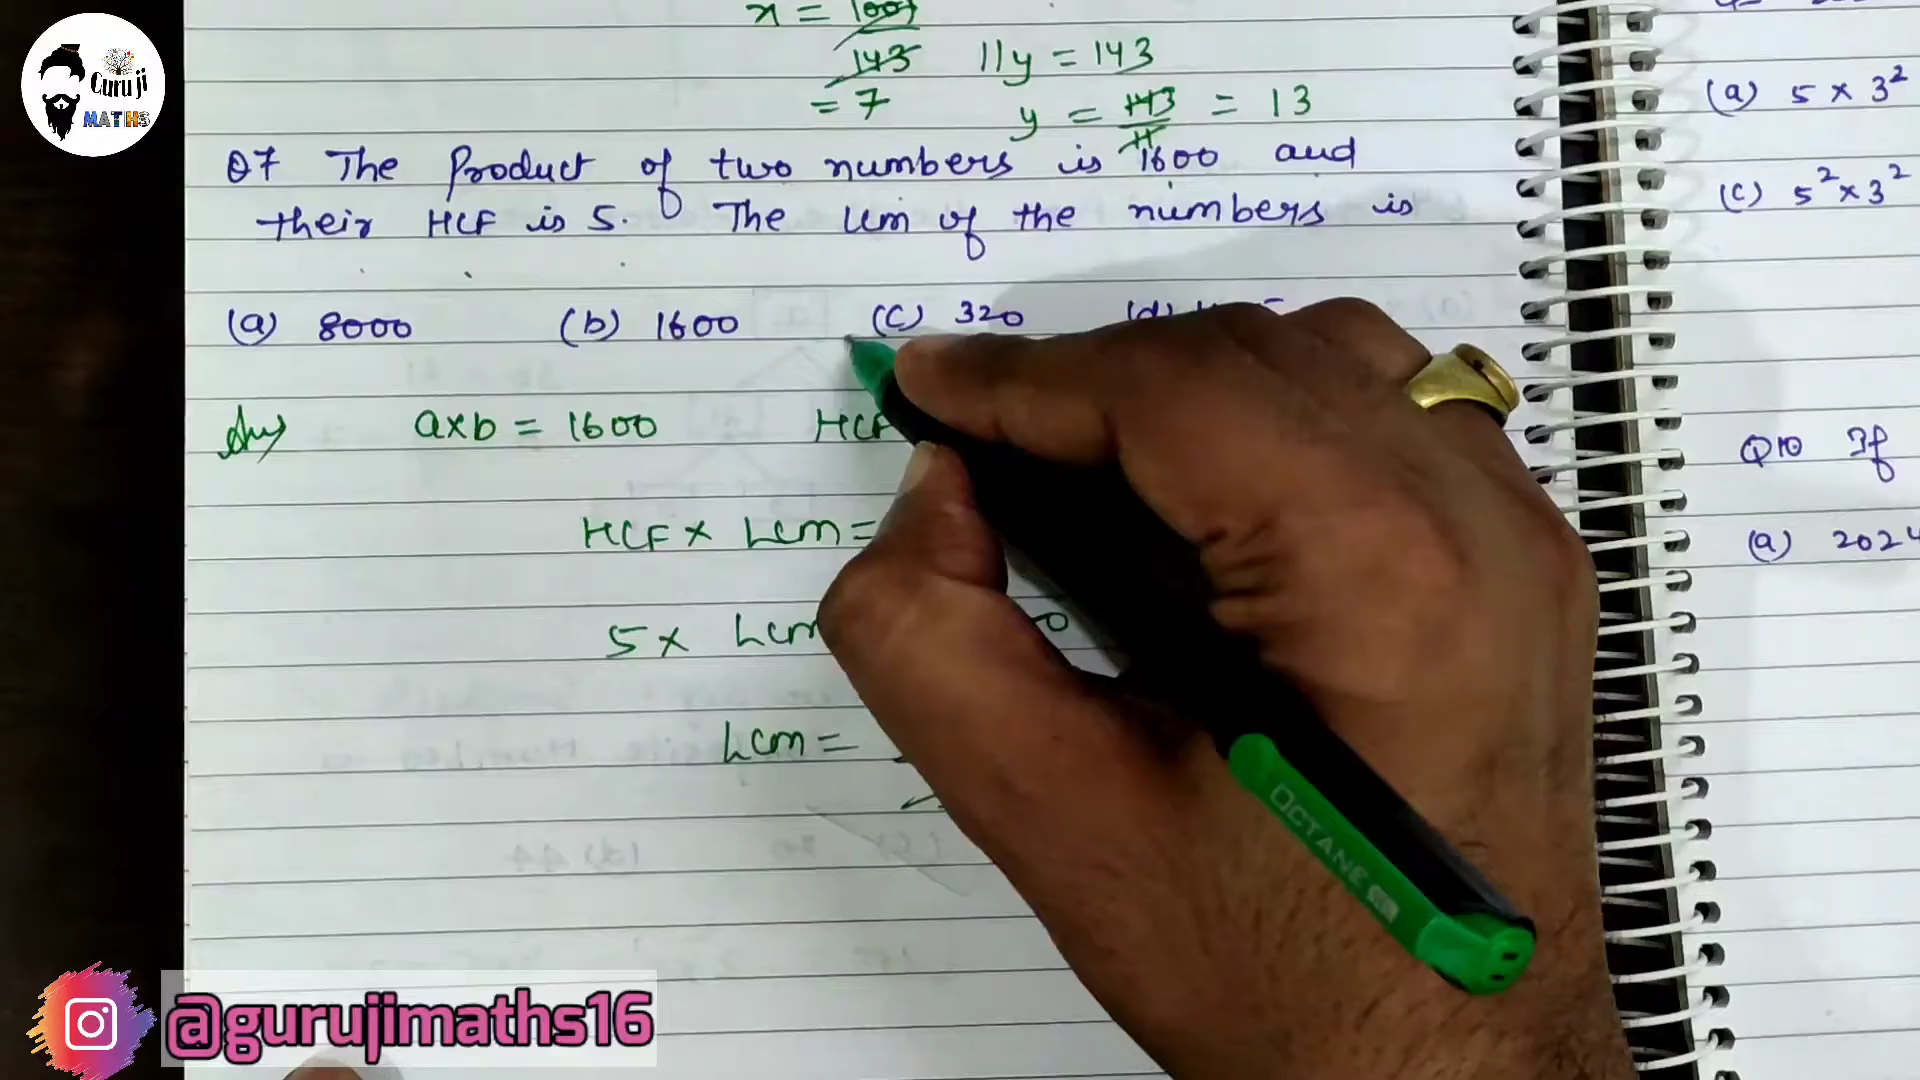 Guru ji
MATHS
x = 1001
143
= 7
11y = 143
y = 143 = 13
11
Q7 The Product of two numbers is 1600 and
their HCF is 5. The LCM of the numbers is
(a) 8000 (b) 1600 (c) 320 (d)
Ans a×b = 1600 HCF
HCF × LCM =
5 × LCM
LCM =
(a) 5 × 3²
(c) 5² × 3²
Q10 If
(a) 2024
OCTANE
@gurujimaths16